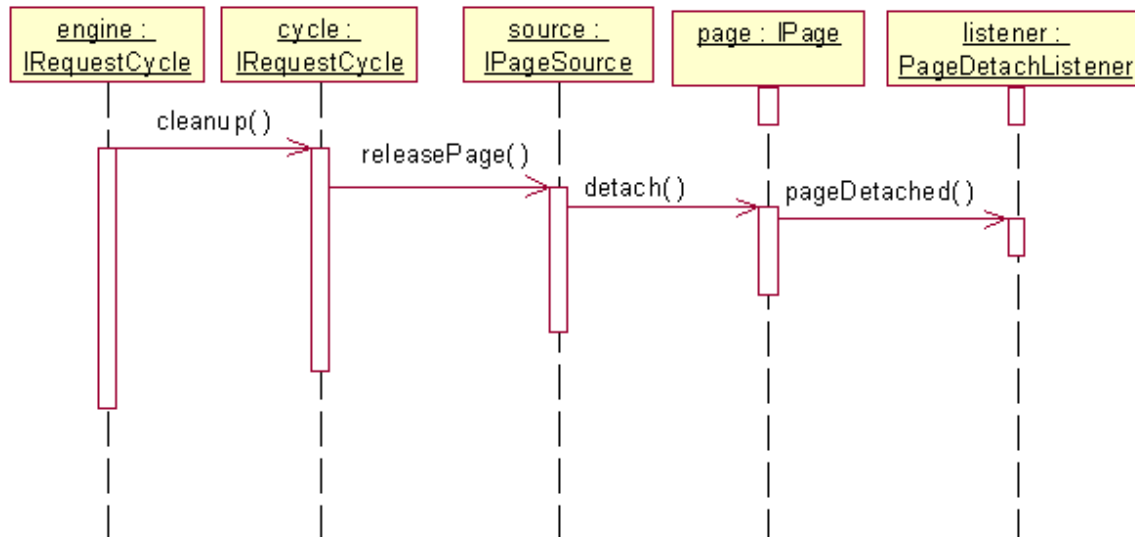 engine :
IRequestCycle
cycle :
IRequestCycle
source :
IPageSource
page : IPage
listener :
PageDetachListener
cleanup()
releasePage()
detach()
pageDetached()